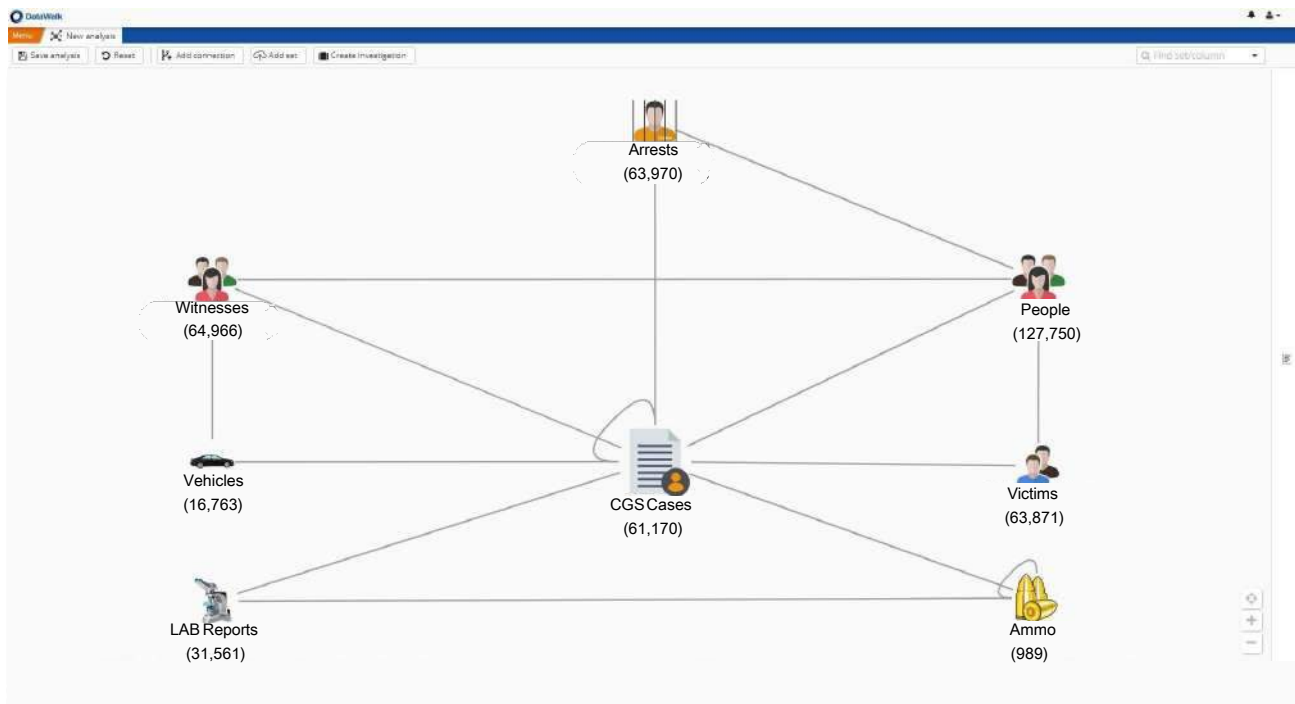 DataWalk
Menu New analysis
Save analysis Reset Add connection Add set Create investigation Find set/column
Arrests
(63,970)
Witnesses
(64,966)
People
(127,750)
Vehicles
(16,763)
CGS Cases
(61,170)
Victims
(63,871)
LAB Reports
(31,561)
Ammo
(989)